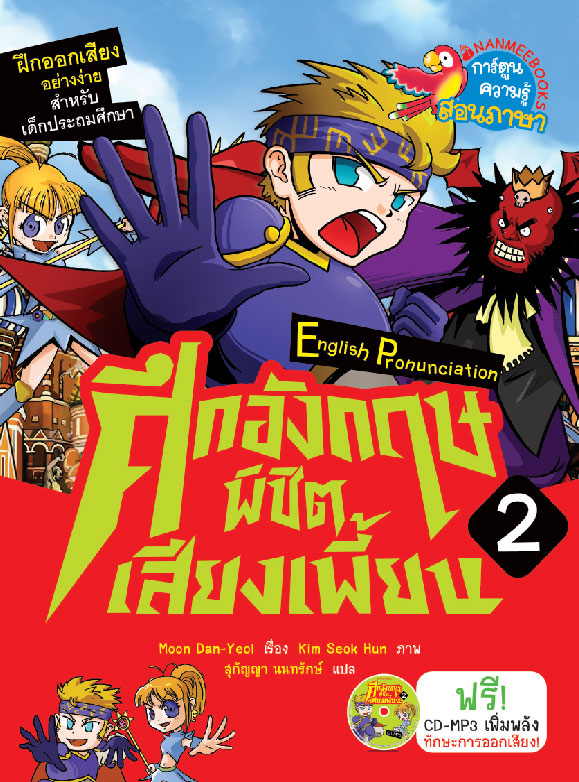 ฝึกออกเสียง
อย่างง่าย
สำหรับ
เด็กประถมศึกษา
NANMEEBOOKS
การ์ตูน
ความรู้
สอนภาษา
English Pronunciation
ศึกอังกฤษ
พิชิต
เสียงเพี้ยน
2
Moon Dan-Yeol เรื่อง Kim Seok Hun ภาพ
สุกัญญา นนทรักษ์ แปล
ฟรี!
CD-MP3 เพิ่มพลัง
ทักษะการออกเสียง!